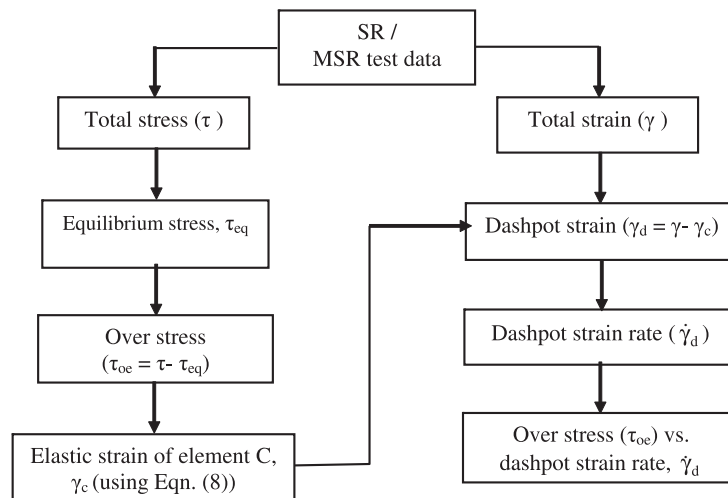 SR /
MSR test data
Total stress (τ )
Total strain (γ )
Equilibrium stress, τeq
Dashpot strain (γd = γ- γc)
Over stress
(τoe = τ- τeq)
Dashpot strain rate ( γ̇d )
Elastic strain of element C,
γc (using Eqn. (8))
Over stress (τoe) vs.
dashpot strain rate, γ̇d